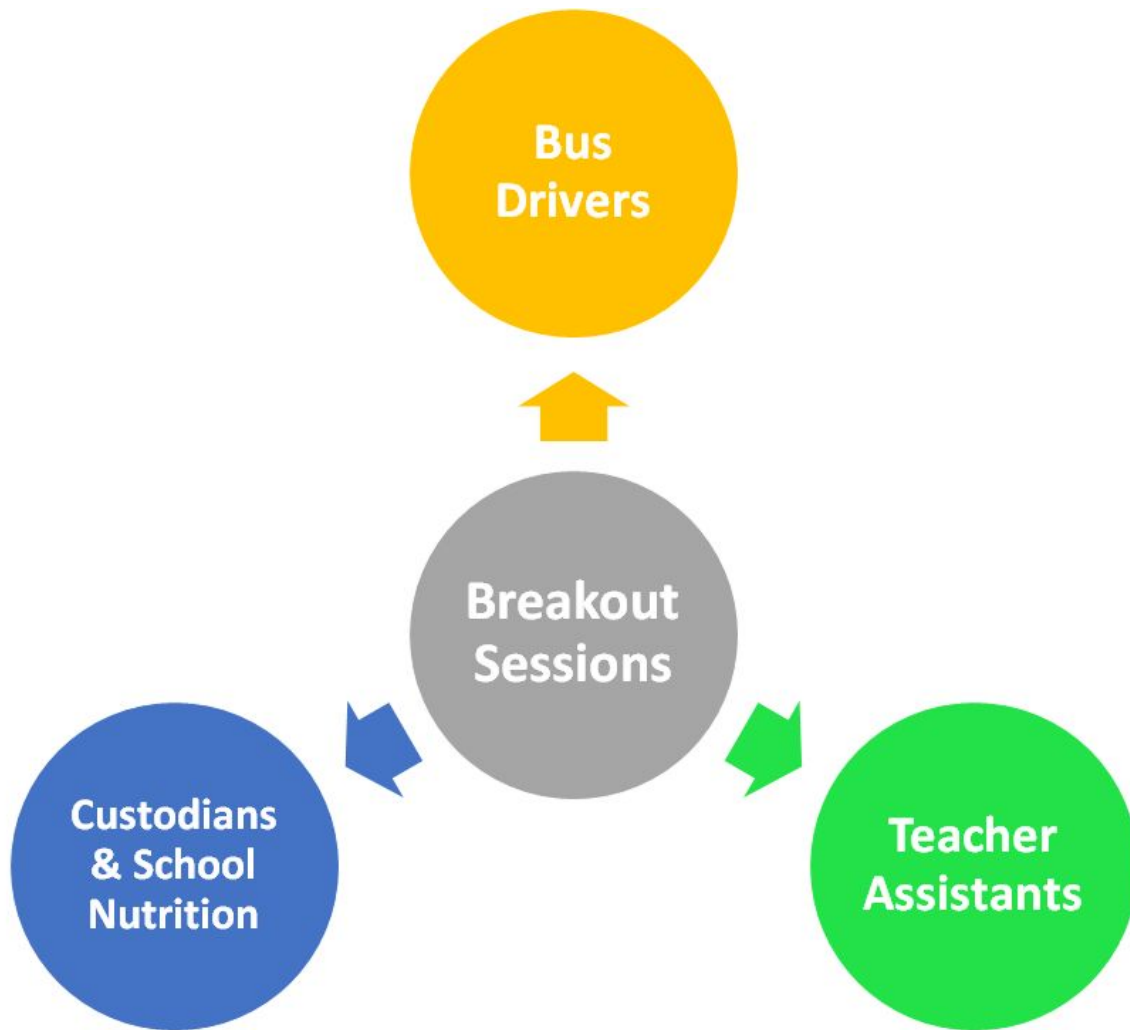 Bus
Drivers
Breakout
Sessions
Custodians
& School
Nutrition
Teacher
Assistants